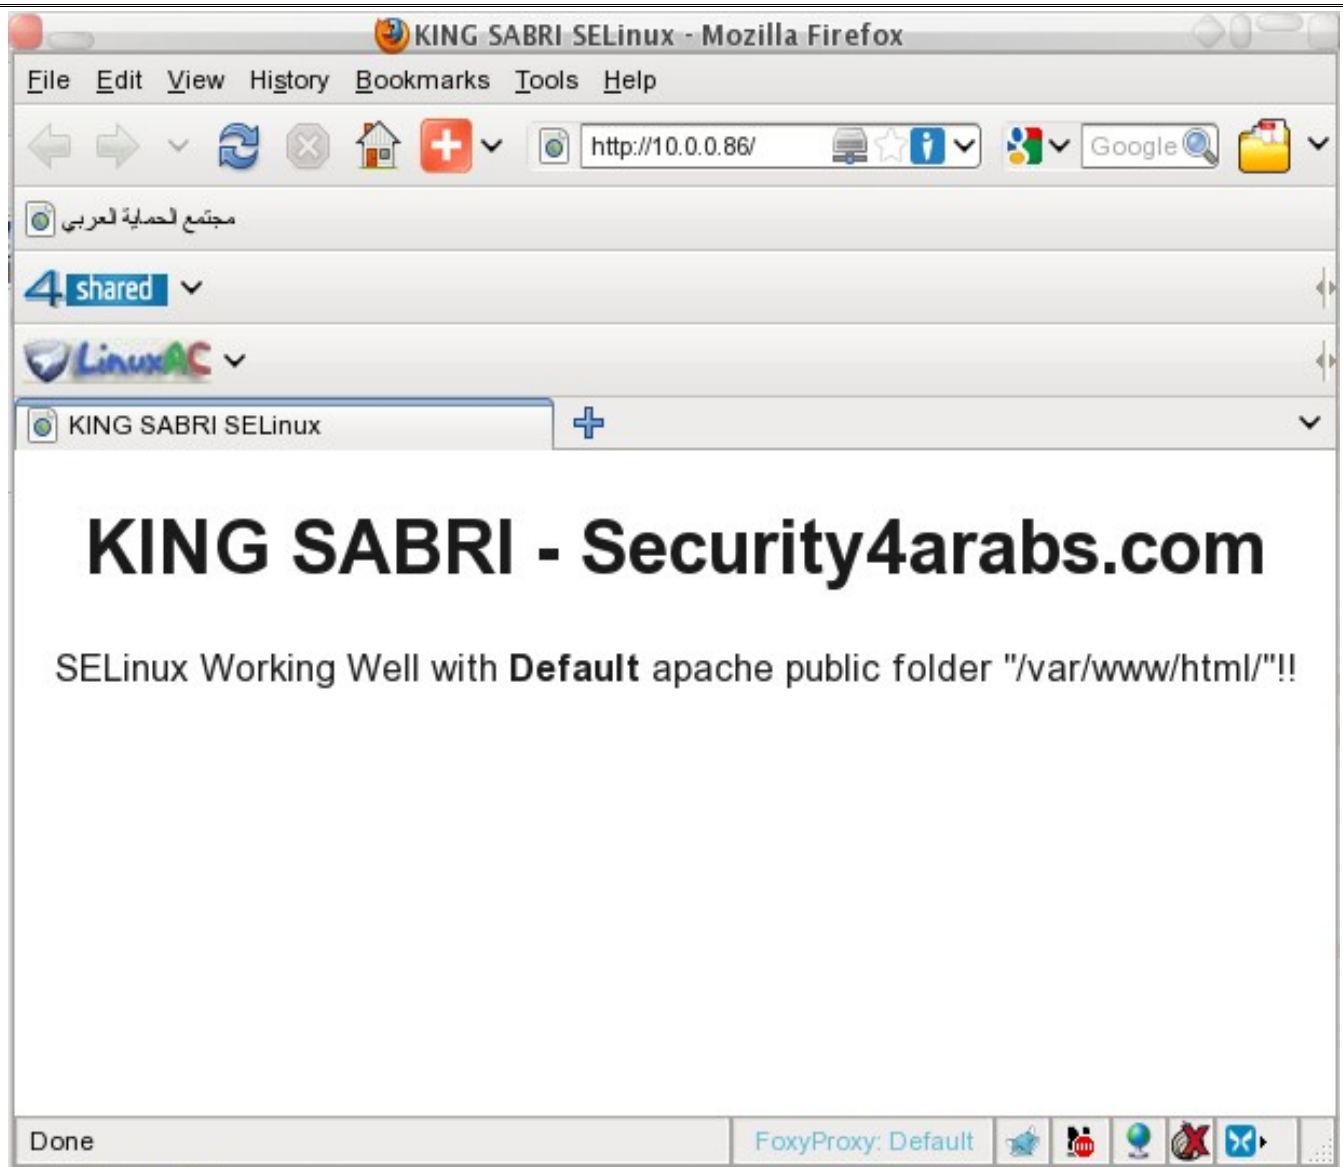 KING SABRI SELinux - Mozilla Firefox
File Edit View History Bookmarks Tools Help
http://10.0.0.86/ Google
مجتمع الحماية العربي
4 shared
LinuxAC
KING SABRI SELinux
KING SABRI - Security4arabs.com
SELinux Working Well with Default apache public folder "/var/www/html/"!!
Done FoxyProxy: Default